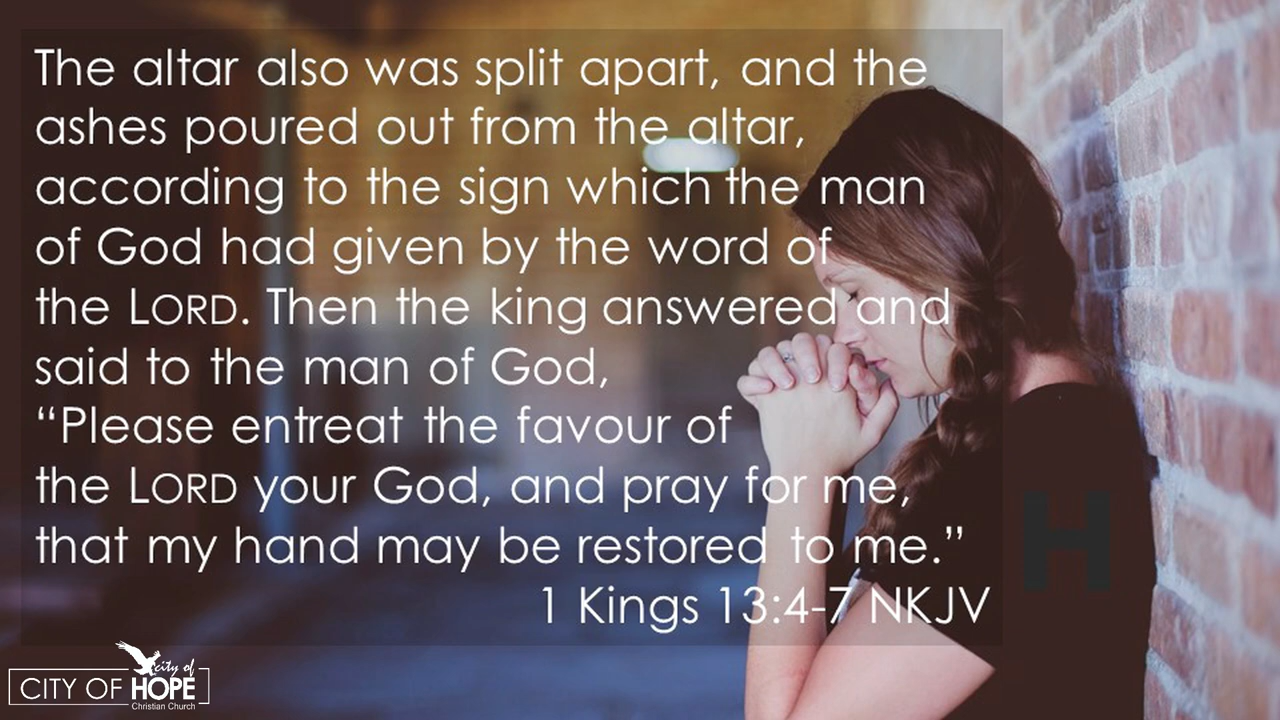 The altar also was split apart, and the
ashes poured out from the altar,
according to the sign which the man
of God had given by the word of
the LORD. Then the king answered and
said to the man of God,
“Please entreat the favour of
the LORD your God, and pray for me,
that my hand may be restored to me.”
1 Kings 13:4-7 NKJV
H
city of
CITY OF HOPE
Christian Church